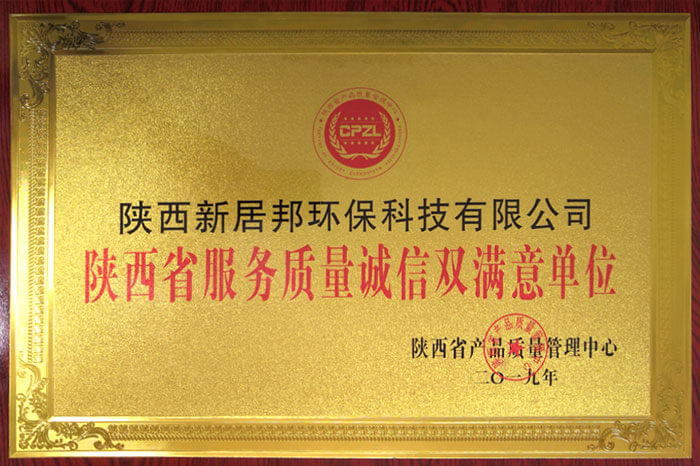 CPZL
陕西新居邦环保科技有限公司
陕西省服务质量诚信双满意单位
陕西省产品质量管理中心
二〇一九年